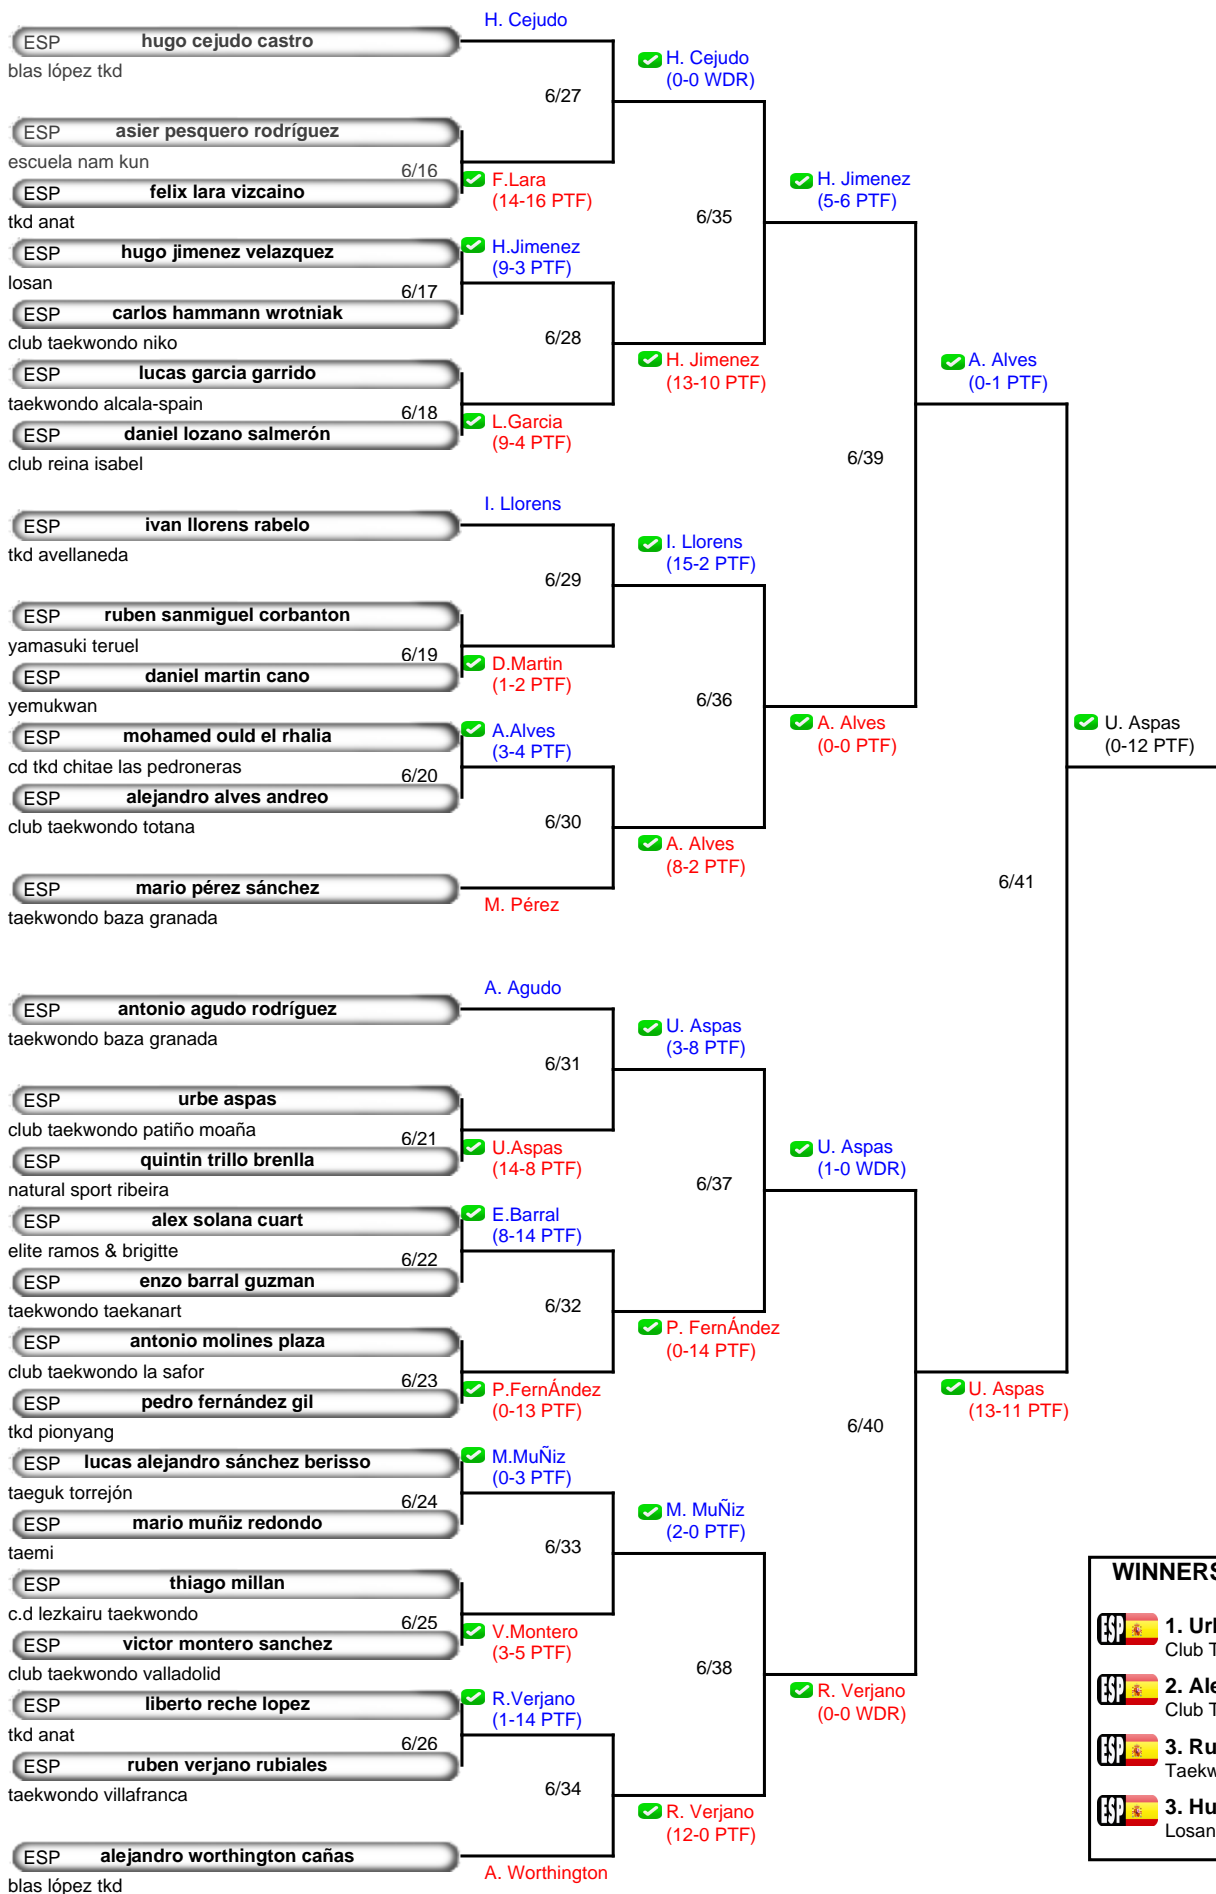 H. Cejudo
ESP hugo cejudo castro
blas lópez tkd
H. Cejudo
(0-0 WDR)
6/27
ESP asier pesquero rodríguez
escuela nam kun
6/16
ESP felix lara vizcaino
tkd anat
F.Lara
(14-16 PTF)
H. Jimenez
(5-6 PTF)
6/35
ESP hugo jimenez velazquez
losan
H.Jimenez
(9-3 PTF)
6/17
ESP carlos hammann wrotniak
club taekwondo niko
6/28
H. Jimenez
(13-10 PTF)
ESP lucas garcia garrido
taekwondo alcala-spain
6/18
ESP daniel lozano salmerón
club reina isabel
L.Garcia
(9-4 PTF)
A. Alves
(0-1 PTF)
6/39
I. Llorens
ESP ivan llorens rabelo
tkd avellaneda
I. Llorens
(15-2 PTF)
6/29
ESP ruben sanmiguel corbanton
yamasuki teruel
6/19
ESP daniel martin cano
yemukwan
D.Martin
(1-2 PTF)
6/36
A. Alves
(0-0 PTF)
U. Aspas
(0-12 PTF)
ESP mohamed ould el rhalia
cd tkd chitae las pedroneras
A.Alves
(3-4 PTF)
6/20
ESP alejandro alves andreo
club taekwondo totana
6/30
A. Alves
(8-2 PTF)
ESP mario pérez sánchez
taekwondo baza granada
M. Pérez
6/41
A. Agudo
ESP antonio agudo rodríguez
taekwondo baza granada
U. Aspas
(3-8 PTF)
6/31
ESP urbe aspas
club taekwondo patiño moaña
6/21
ESP quintin trillo brenlla
natural sport ribeira
U.Aspas
(14-8 PTF)
U. Aspas
(1-0 WDR)
6/37
ESP alex solana cuart
elite ramos & brigitte
E.Barral
(8-14 PTF)
6/22
ESP enzo barral guzman
taekwondo taekanart
6/32
P. FernÁndez
(0-14 PTF)
ESP antonio molines plaza
club taekwondo la safor
6/23
ESP pedro fernández gil
tkd pionyang
P.FernÁndez
(0-13 PTF)
U. Aspas
(13-11 PTF)
6/40
ESP lucas alejandro sánchez berisso
taeguk torrejón
M.MuÑiz
(0-3 PTF)
6/24
ESP mario muñiz redondo
taemi
M. MuÑiz
(2-0 PTF)
6/33
ESP thiago millan
c.d lezkairu taekwondo
6/25
ESP victor montero sanchez
club taekwondo valladolid
V.Montero
(3-5 PTF)
6/38
R. Verjano
(0-0 WDR)
ESP liberto reche lopez
tkd anat
R.Verjano
(1-14 PTF)
6/26
ESP ruben verjano rubiales
taekwondo villafranca
6/34
R. Verjano
(12-0 PTF)
ESP alejandro worthington cañas
blas lópez tkd
A. Worthington
WINNERS
ESP 1. Url
Club T
ESP 2. Ale
Club T
ESP 3. Ru
Taekw
ESP 3. Hu
Losan